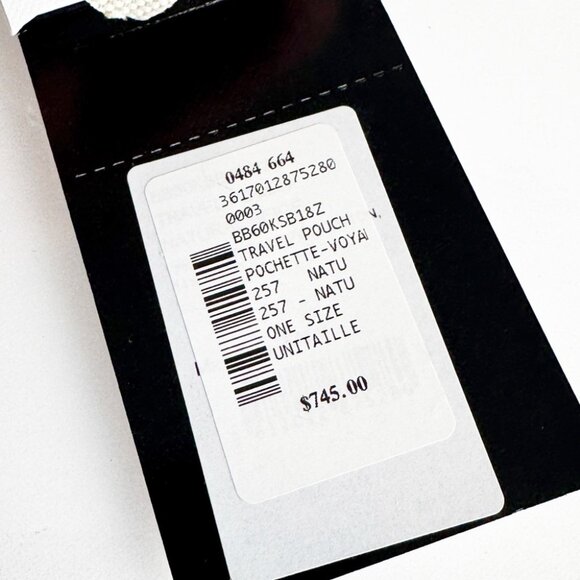 0484 664
3617012875280
0003
BB60KSB18Z
TRAVEL POUCH
POCHETTE-VOYA
257 NATU
257 - NATU
ONE SIZE
UNITAILLE
$745.00